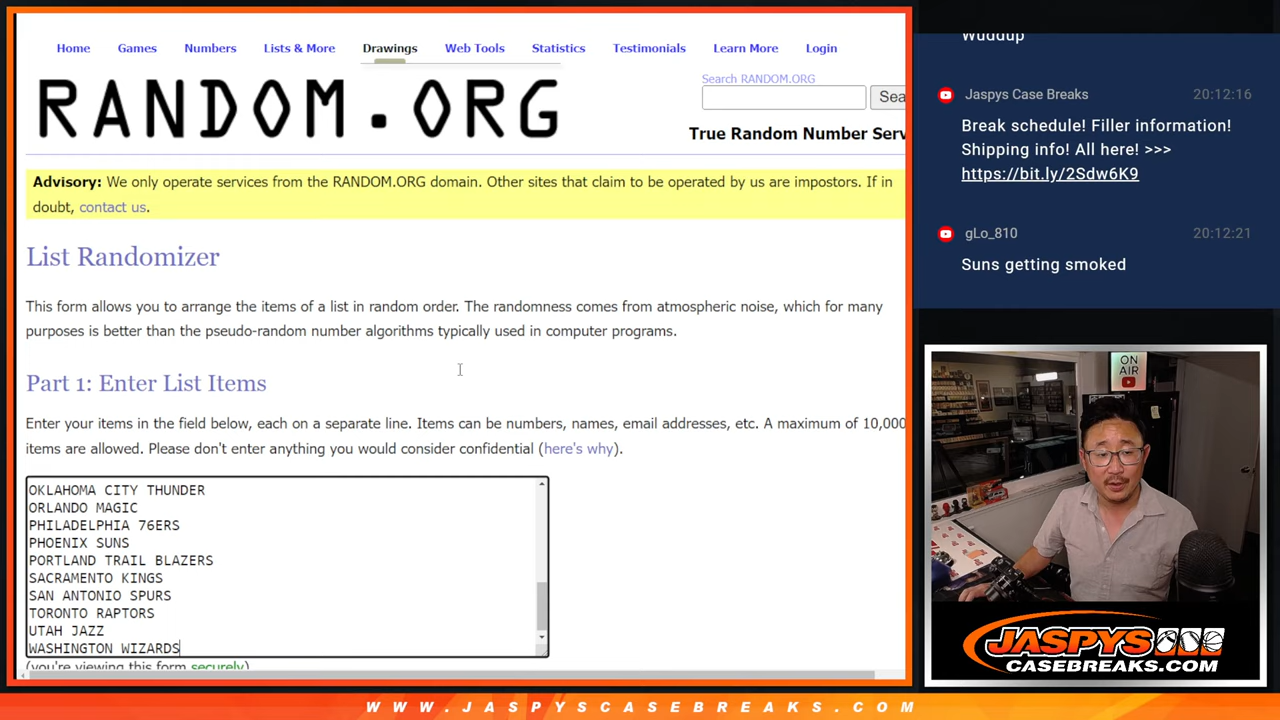 Home Games Numbers Lists & More Drawings Web Tools Statistics Testimonials Learn More Login
RANDOM.ORG
Search RANDOM.ORG
Sea
True Random Number Serv
Advisory: We only operate services from the RANDOM.ORG domain. Other sites that claim to be operated by us are impostors. If in
doubt, contact us.
List Randomizer
This form allows you to arrange the items of a list in random order. The randomness comes from atmospheric noise, which for many
purposes is better than the pseudo-random number algorithms typically used in computer programs.
Part 1: Enter List Items
Enter your items in the field below, each on a separate line. Items can be numbers, names, email addresses, etc. A maximum of 10,000
items are allowed. Please don't enter anything you would consider confidential (here's why).
OKLAHOMA CITY THUNDER
ORLANDO MAGIC
PHILADELPHIA 76ERS
PHOENIX SUNS
PORTLAND TRAIL BLAZERS
SACRAMENTO KINGS
SAN ANTONIO SPURS
TORONTO RAPTORS
UTAH JAZZ
WASHINGTON WIZARDS
(you're viewing this form securely)
Wuddup
Jaspys Case Breaks 20:12:16
Break schedule! Filler information!
Shipping info! All here! >>>
https://bit.ly/2Sdw6K9
gLo_810 20:12:21
Suns getting smoked
ON
AIR
JASPYS
CASEBREAKS.COM
WWW.JASPYSCASEBREAKS.COM